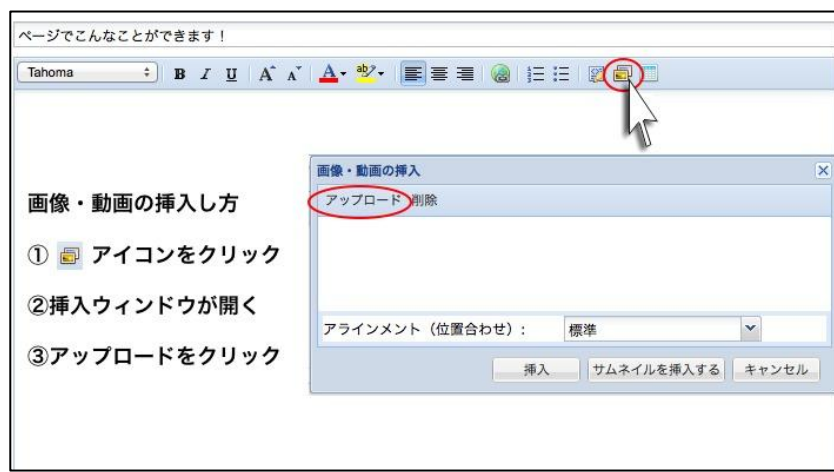 ページでこんなことができます！
Tahoma B I U A A A ab
画像・動画の挿入
アップロード 削除
画像・動画の挿入し方
① アイコンをクリック
②挿入ウィンドウが開く
アラインメント（位置合わせ）: 標準
③アップロードをクリック
挿入 サムネイルを挿入する キャンセル